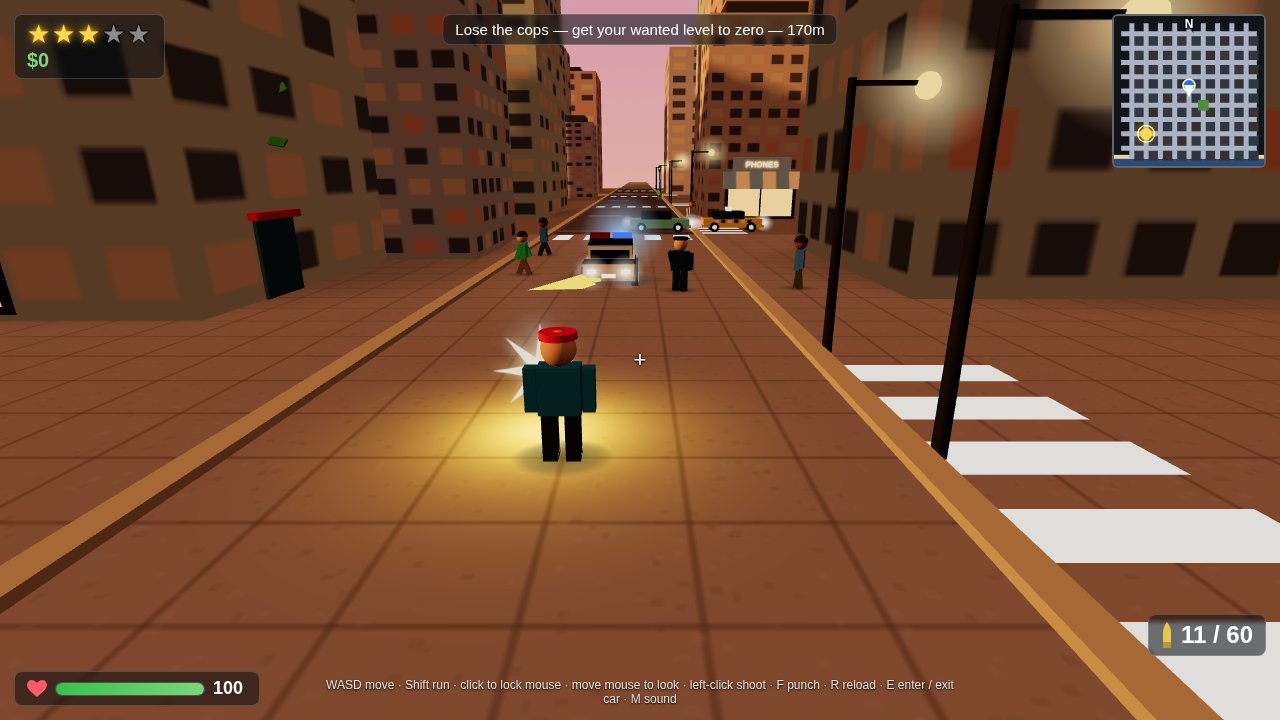 Lose the cops — get your wanted level to zero — 170m
$0
N
PHONES
11 / 60
100
WASD move · Shift run · click to lock mouse · move mouse to look · left-click shoot · F punch · R reload · E enter / exit
car · M sound